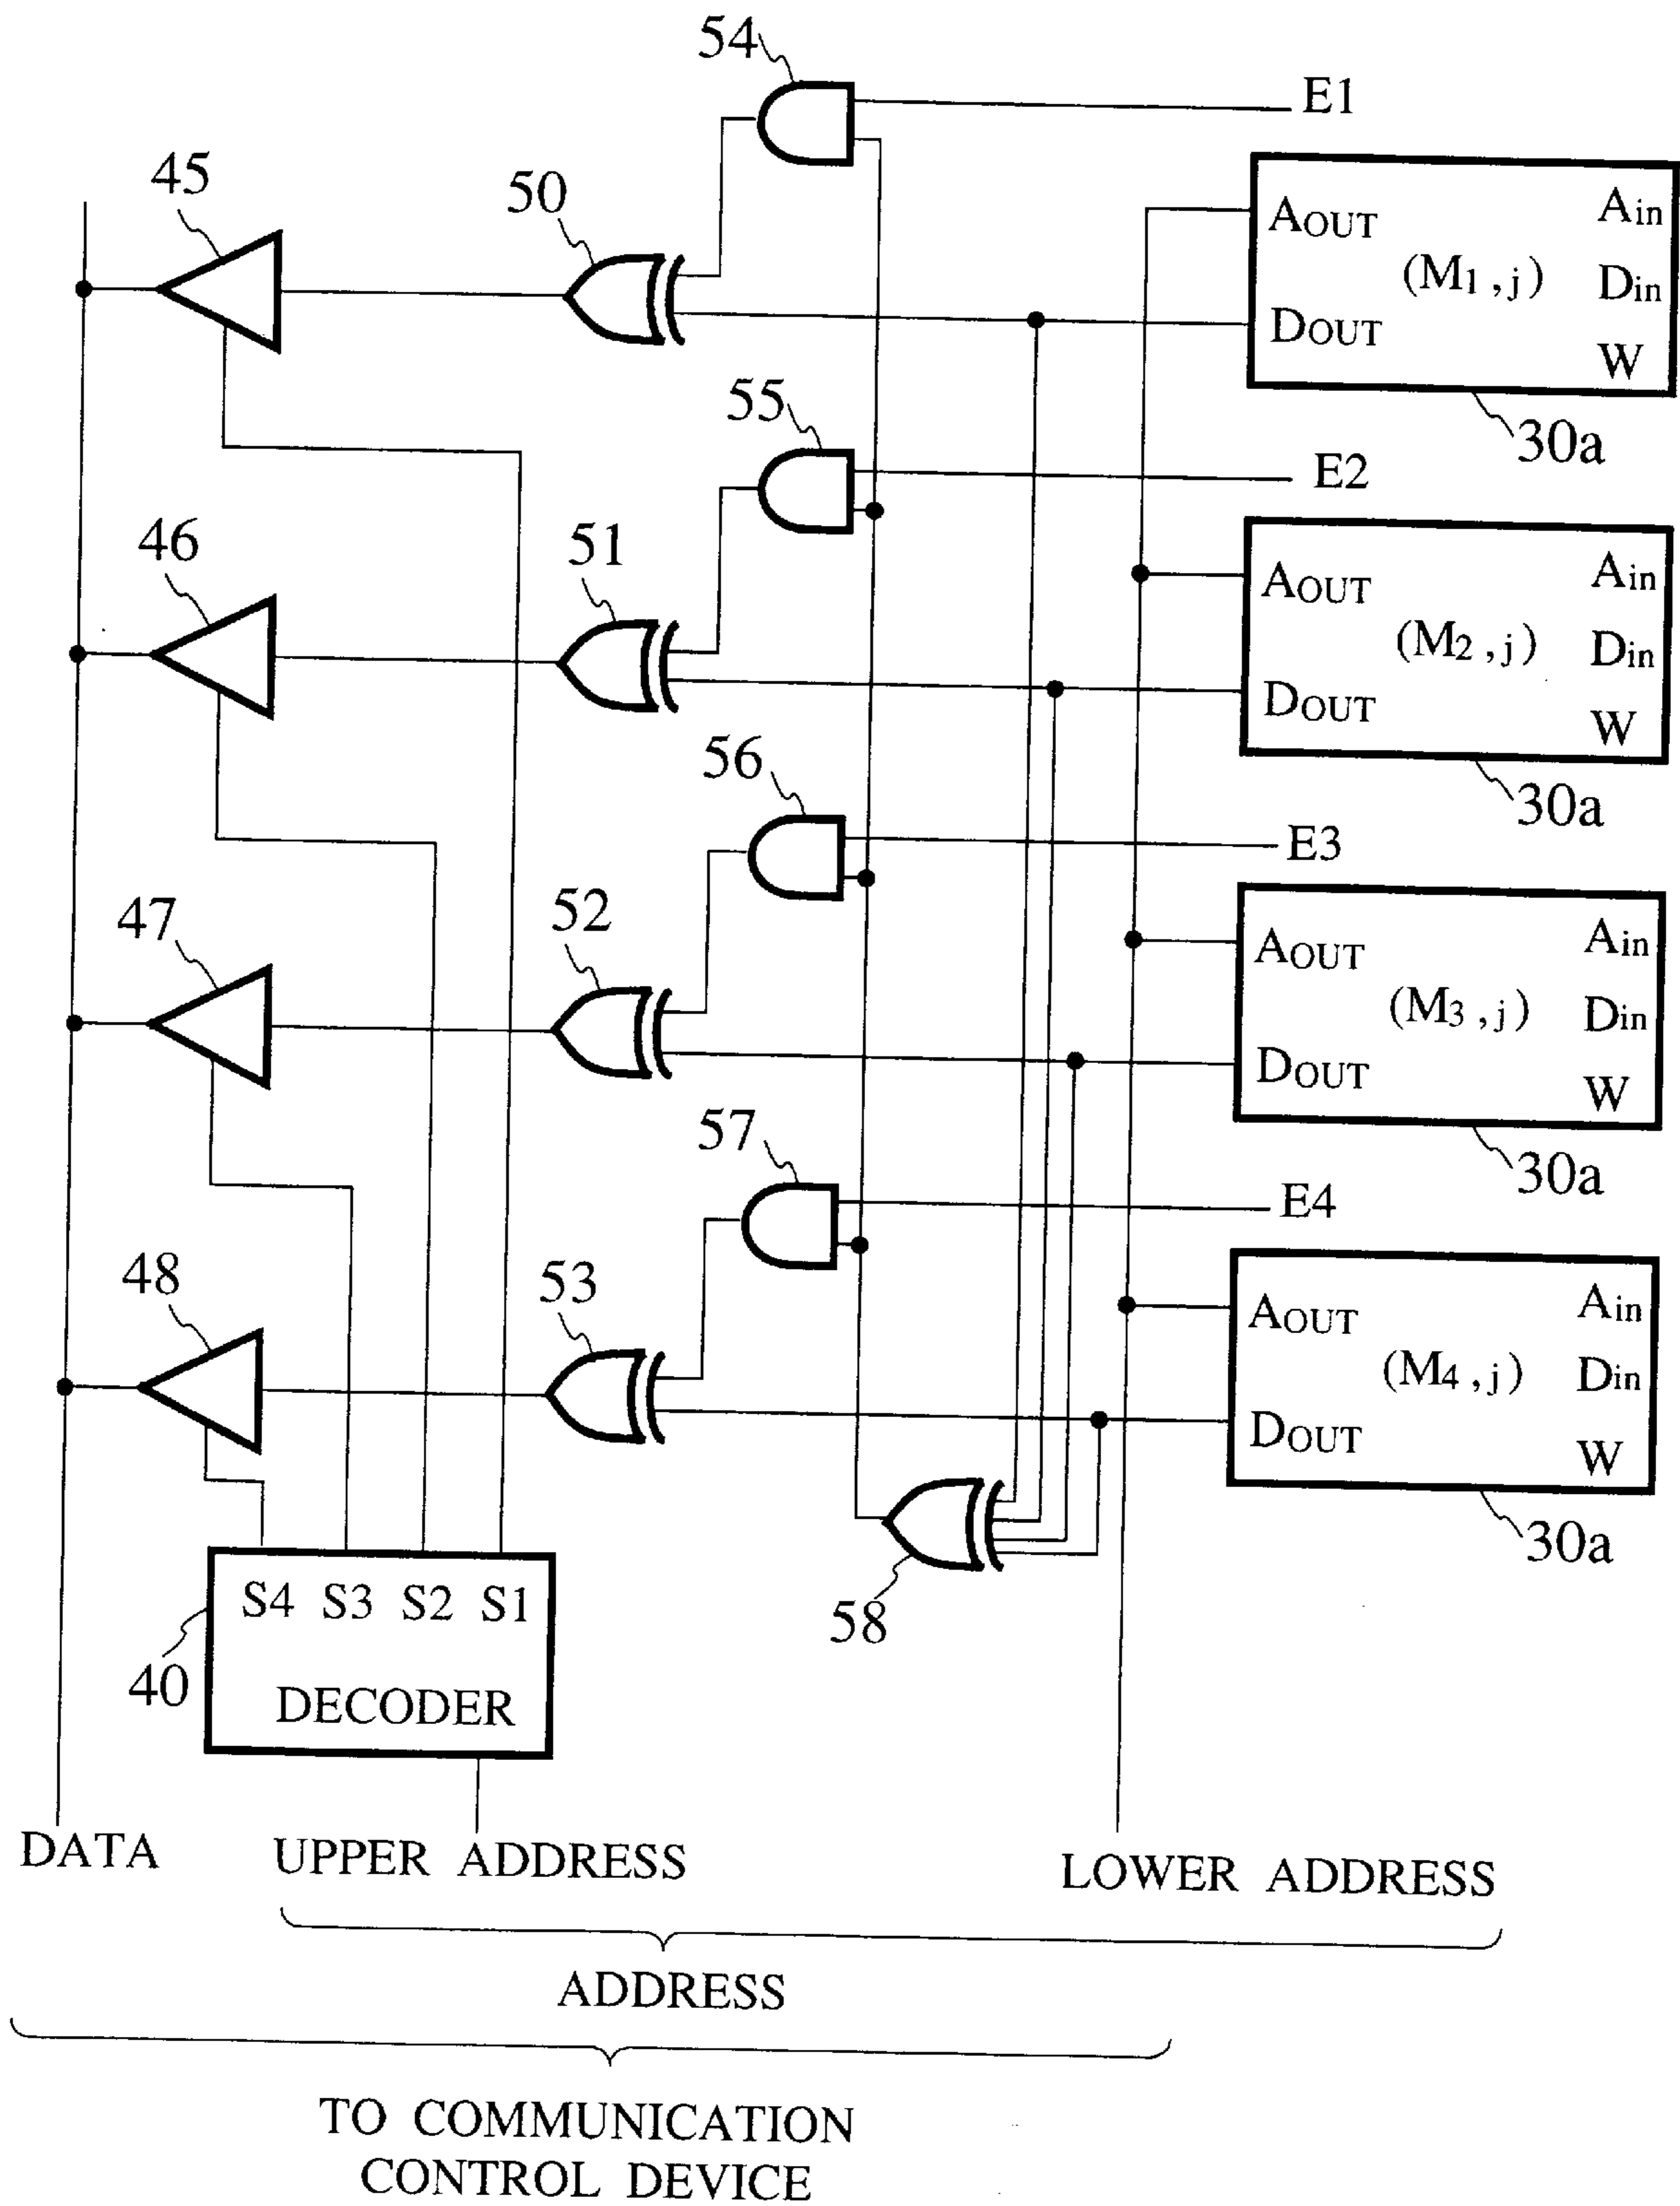 54
E1
45
50
AOUT
Ain
(M1 ,j)
Din
DOUT
W
30a
55
E2
46
51
AOUT
Ain
(M2 ,j)
Din
DOUT
W
30a
56
E3
47
52
AOUT
Ain
(M3 ,j)
Din
DOUT
W
30a
57
E4
48
53
AOUT
Ain
(M4 ,j)
Din
DOUT
W
30a
58
S4 S3 S2 S1
40
DECODER
DATA
UPPER ADDRESS
LOWER ADDRESS
ADDRESS
TO COMMUNICATION
CONTROL DEVICE